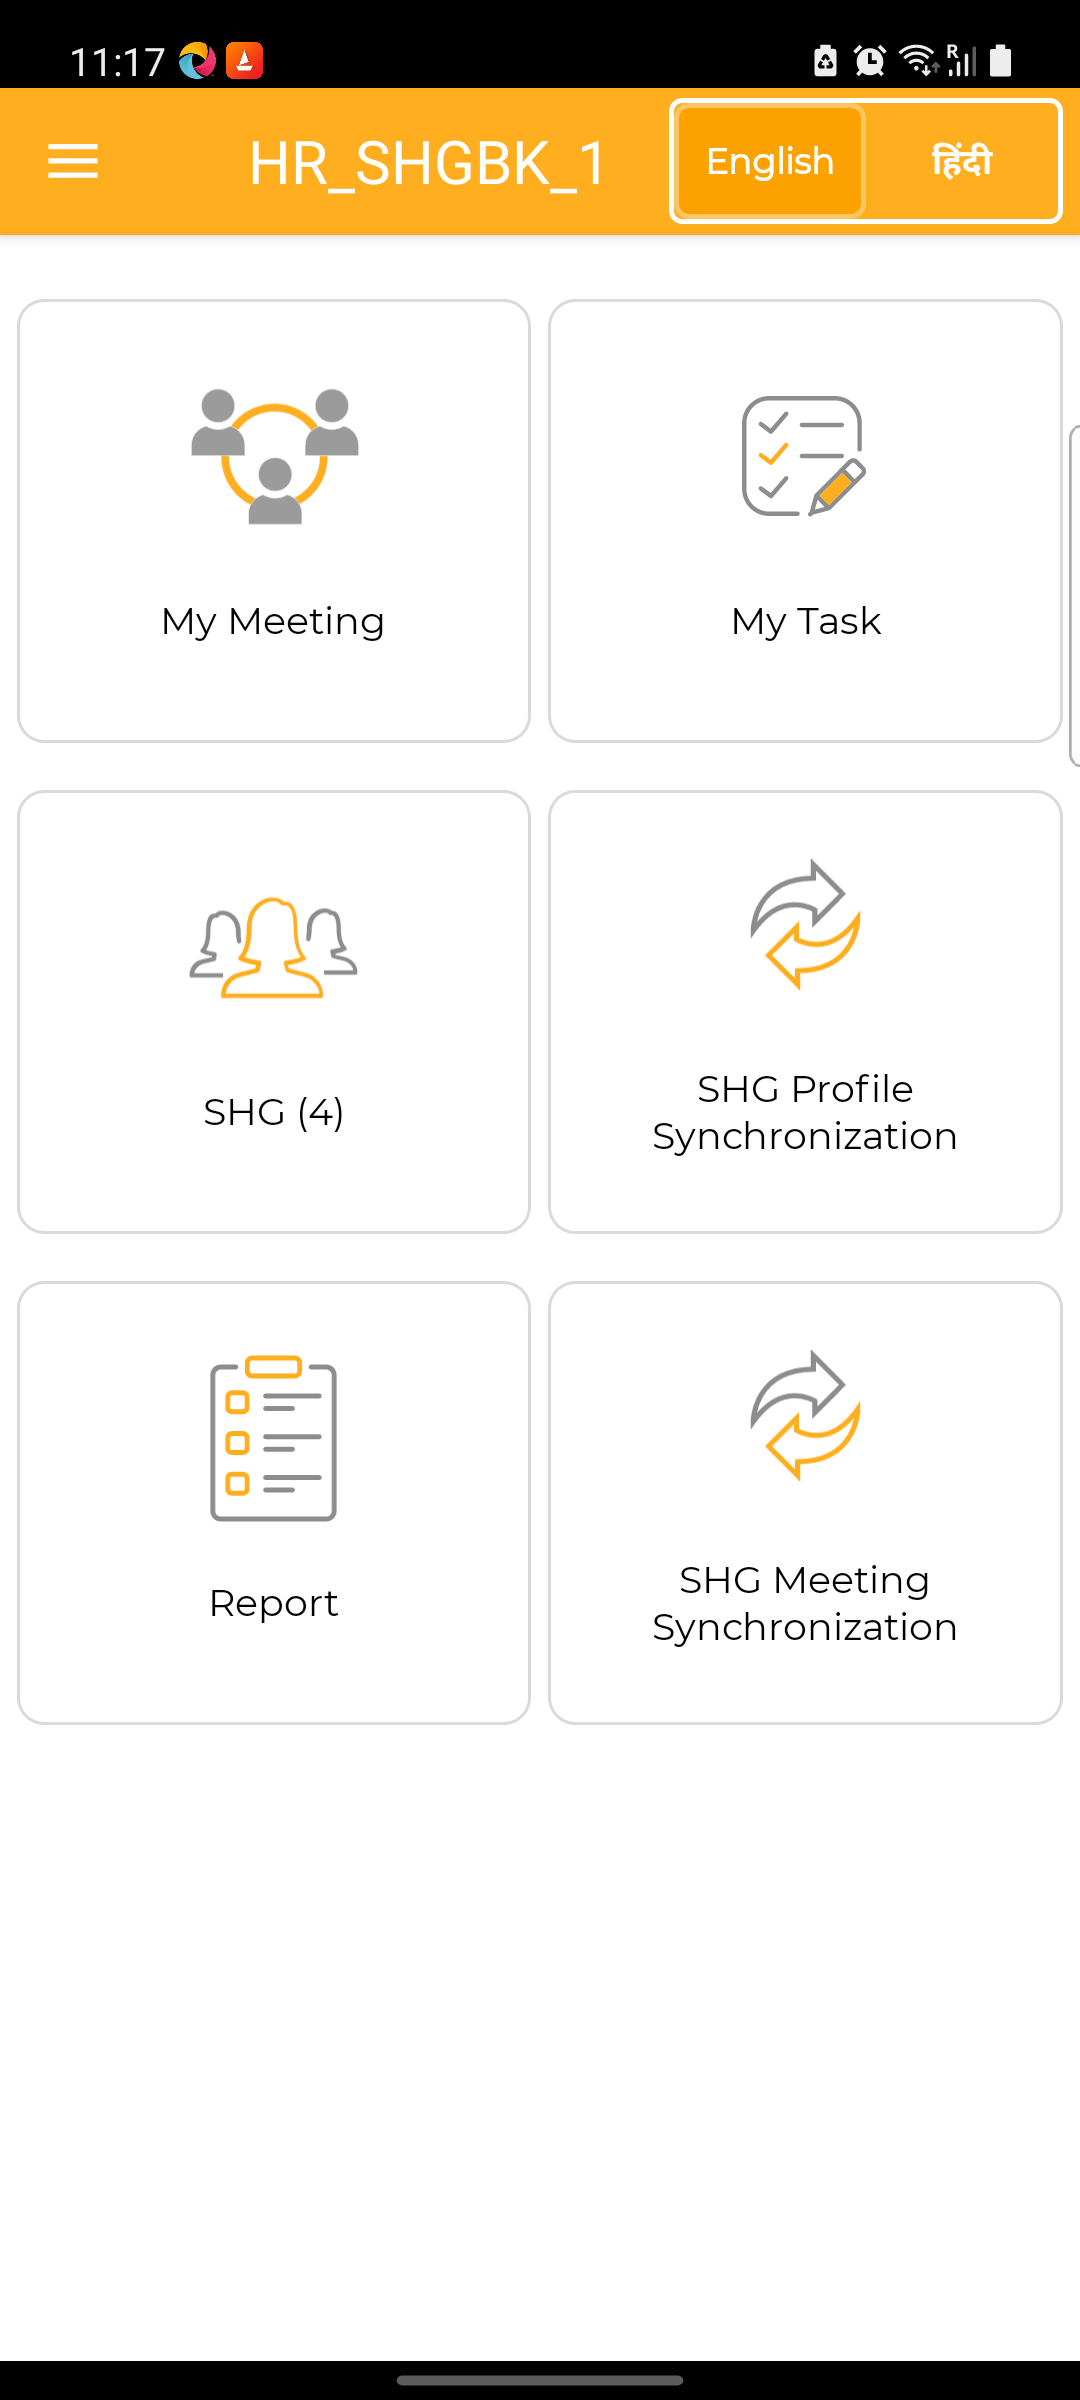 11:17
R
HR_SHGBK_1
English
हिंदी
My Meeting
My Task
SHG (4)
SHG Profile
Synchronization
Report
SHG Meeting
Synchronization